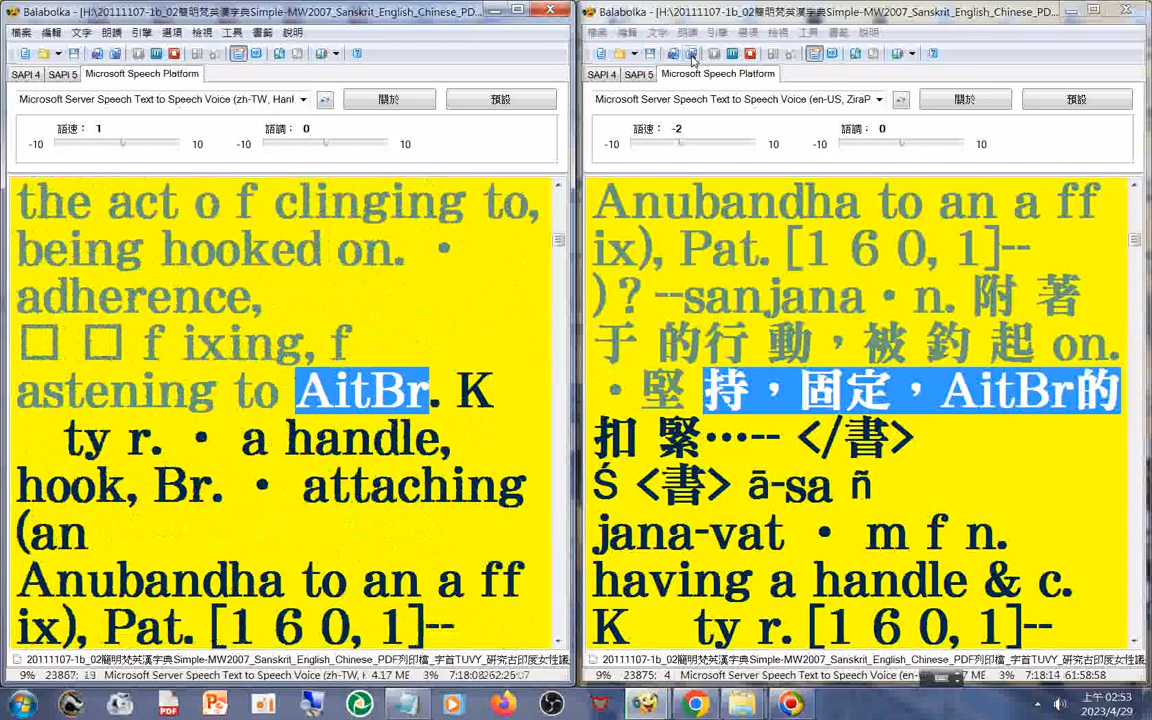 Balabolka - [H:\20111107-1b_02簡明梵英漢字典Simple-MW2007_Sanskrit_English_Chinese_PDF...
檔案 編輯 文字 朗讀 引擎 選項 檢視 工具 書籤 說明
SAPI 4 SAPI 5 Microsoft Speech Platform
Microsoft Server Speech Text to Speech Voice (zh-TW, Hanl
關於 預設
語速： 1 語調： 0
-10 10 -10 10
the act o f clinging to,
being hooked on. •
adherence,
□ □ f ixing, f
astening to AitBr. K
ty r. • a handle,
hook, Br. • attaching
(an
Anubandha to an a ff
ix), Pat. [1 6 0, 1]--
20111107-1b_02簡明梵英漢字典Simple-MW2007_Sanskrit_English_Chinese_PDF列印檔_字首TUVY_研究古印度女性議
9% 23867: 19 Microsoft Server Speech Text to Speech Voice (zh-TW, H 4.17 ME 3%
Balabolka - [H:\20111107-1b_02簡明梵英漢字典Simple-MW2007_Sanskrit_English_Chinese_PD...
檔案 編輯 文字 朗讀 引擎 選項 檢視 工具 書籤 說明
SAPI 4 SAPI 5 Microsoft Speech Platform
Microsoft Server Speech Text to Speech Voice (en-US, ZiraP
關於 預設
語速： -2 語調： 0
-10 10 -10 10
Anubandha to an a ff
ix), Pat. [1 6 0, 1]--
)？--sanjana • n. 附 著
于 的行 動，被 釣 起 on.
• 堅 持，固定，AitBr的
扣 緊…-- </書>
Ś <書> ā-sa ñ
jana-vat • m f n.
having a handle & c.
K ty r. [1 6 0, 1]--
20111107-1b_02簡明梵英漢字典Simple-MW2007_Sanskrit_English_Chinese_PDF列印檔_字首TUVY_研究古印度女性議
9% 23875: 4 Microsoft Server Speech Text to Speech Voice (en-U 4.17 ME 3% 7:18:14
上午 02:53
2023/4/29